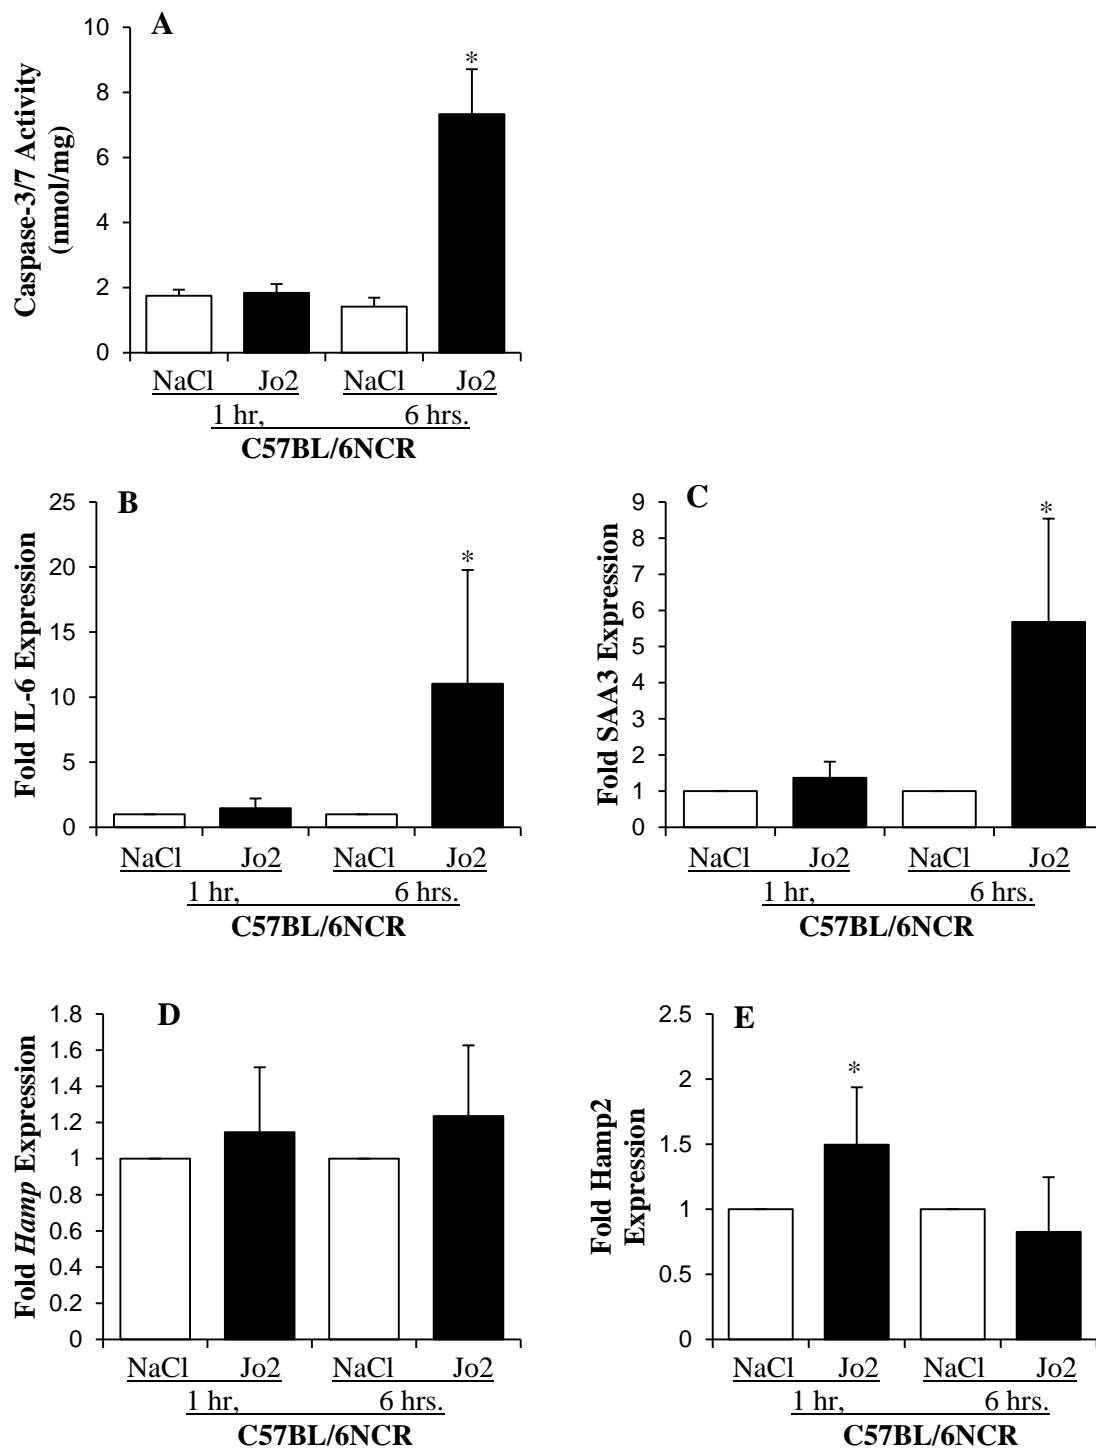 A
Caspase-3/7 Activity
(nmol/mg)
10
8
6
4
2
0
*
NaCl Jo2 NaCl Jo2
1 hr, 6 hrs.
C57BL/6NCR
B
Fold IL-6 Expression
25
20
15
10
5
0
*
NaCl Jo2 NaCl Jo2
1 hr, 6 hrs.
C57BL/6NCR
C
Fold SAA3 Expression
9
8
7
6
5
4
3
2
1
0
*
NaCl Jo2 NaCl Jo2
1 hr, 6 hrs.
C57BL/6NCR
D
Fold Hamp Expression
1.8
1.6
1.4
1.2
1
0.8
0.6
0.4
0.2
0
NaCl Jo2 NaCl Jo2
1 hr, 6 hrs.
C57BL/6NCR
E
Fold Hamp2
Expression
2.5
2
1.5
1
0.5
0
*
NaCl Jo2 NaCl Jo2
1 hr, 6 hrs.
C57BL/6NCR